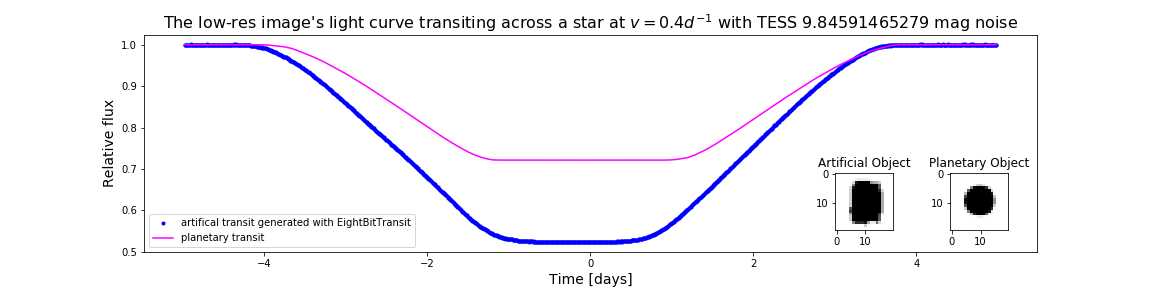 The low-res image's light curve transiting across a star at v = 0.4d⁻¹ with TESS 9.84591465279 mag noise
1.0
0.9
0.8
0.7
0.6
0.5
Relative flux
artifical transit generated with EightBitTransit
planetary transit
Artificial Object
0
10
0
10
Planetary Object
0
10
0
10
−4
−2
0
2
4
Time [days]